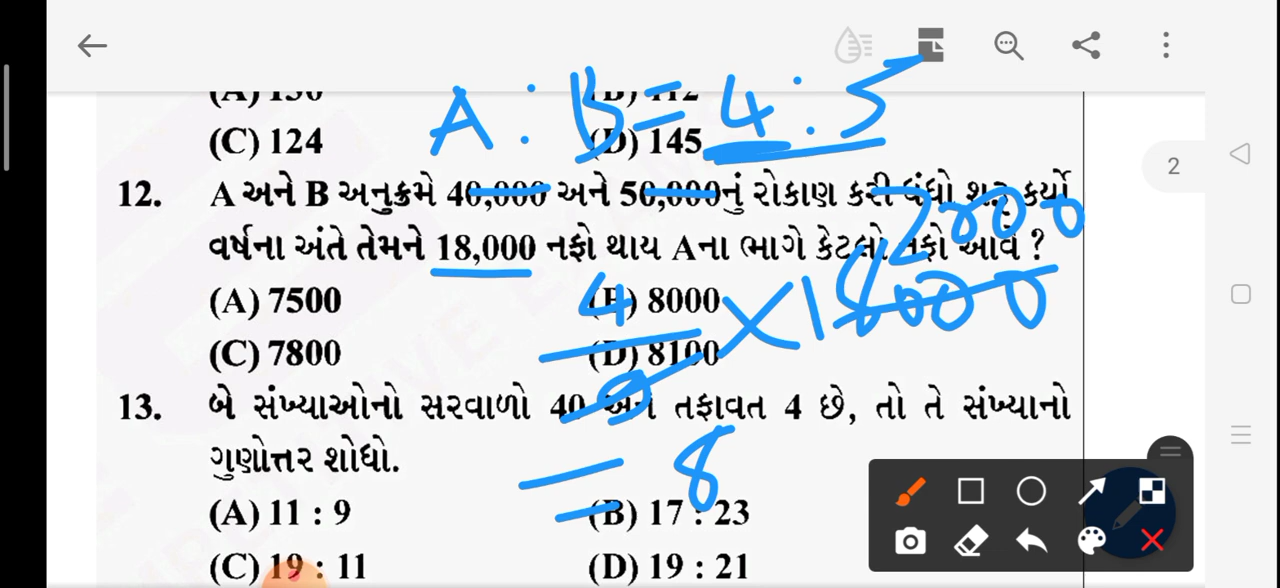 2
(C) 124 (D) 145
A : B = 4 : 5
12. A અને B અનુક્રમે 40,000 અને 50,000નું રોકાણ કરી ધંધો શરૂ કર્યો
વર્ષના અંતે તેમને 18,000 નફો થાય Aના ભાગે કેટલો નફો આવે ?
2000
(A) 7500 (B) 8000
4 × 18000
(C) 7800 (D) 8100
9
13. બે સંખ્યાઓનો સરવાળો 40 અને તફાવત 4 છે, તો તે સંખ્યાનો
ગુણોત્તર શોધો.
= 8
(A) 11 : 9 (B) 17 : 23
(C) 19 : 11 (D) 19 : 21